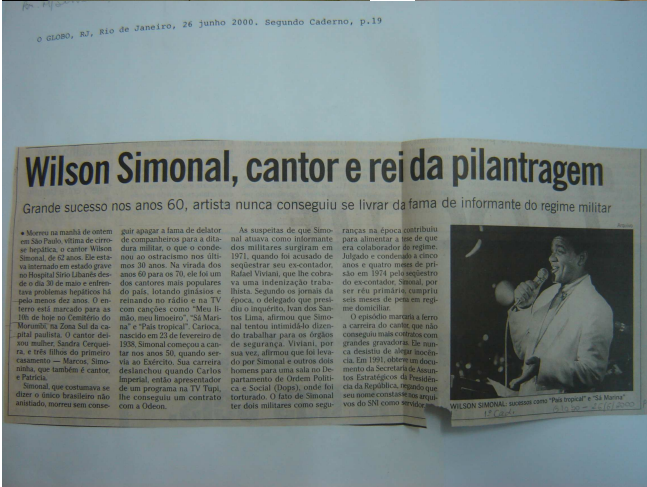 O GLOBO, RJ, Rio de Janeiro, 26 junho 2000. Segundo Caderno, p.19
Wilson Simonal, cantor e rei da pilantragem
Grande sucesso nos anos 60, artista nunca conseguiu se livrar da fama de informante do regime militar
• Morreu na manhã de ontem
em São Paulo, vítima de cirro-
se hepática, o cantor Wilson
Simonal, de 62 anos. Ele esta-
va internado em estado grave
no Hospital Sírio Libanês des-
de o dia 30 de maio e enfren-
tava problemas hepáticos há
pelo menos dez anos. O en-
terro está marcado para as
10h de hoje no Cemitério do
Morumbi, na Zona Sul da ca-
pital paulista. O cantor dei-
xou mulher, Sandra Cerquei-
ra, e três filhos do primeiro
casamento — Marcos, Simo-
ninha, que também é cantor,
e Patrícia.
Simonal, que costumava se
dizer o único brasileiro não
anistiado, morreu sem conse-
guir apagar a fama de delator
de companheiros para a dita-
dura militar, o que o conde-
nou ao ostracismo nos últi-
mos 30 anos. Na virada dos
anos 60 para os 70, ele foi um
dos cantores mais populares
do país, lotando ginásios e
reinando no rádio e na TV
com canções como “Meu li-
mão, meu limoeiro”, “Sá Mari-
na” e “País tropical”. Carioca,
nascido em 23 de fevereiro de
1938, Simonal começou a can-
tar nos anos 50, quando ser-
via ao Exército. Sua carreira
deslanchou quando Carlos
Imperial, então apresentador
de um programa na TV Tupi,
lhe conseguiu um contrato
com a Odeon.
As suspeitas de que Simo-
nal atuava como informante
dos militares surgiram em
1971, quando foi acusado de
seqüestrar seu ex-contador,
Rafael Viviani, que lhe cobra-
va uma indenização traba-
lhista. Segundo os jornais da
época, o delegado que presi-
diu o inquérito, Ivan dos San-
tos Lima, afirmou que Simo-
nal tentou intimidá-lo dizen-
do trabalhar para os órgãos
de segurança. Viviani, por
sua vez, afirmou que foi leva-
do por Simonal e outros dois
homens para uma sala no De-
partamento de Ordem Políti-
ca e Social (Dops), onde foi
torturado. O fato de Simonal
ter dois militares como segu-
ranças na época contribuiu
para alimentar a tese de que
era colaborador da regime.
Julgado e condenado a cinco
anos e quatro meses de pri-
são em 1974 pelo seqüestro
do ex-contador, Simonal, por
ser réu primário, cumpriu
seis meses de pena em regi-
me domiciliar.
O episódio marcaria a ferro
a carreira do cantor, que não
conseguiu mais contratos com
grandes gravadoras. Ele nun-
ca desistiu de alegar inocên-
cia. Em 1991, obteve um docu-
mento da Secretaria de Assun-
tos Estratégicos da Presidên-
cia da República, negando que
seu nome constasse nos arqui-
vos do SNI como servidor
WILSON SIMONAL: sucessos como “País tropical” e “Sá Marina”